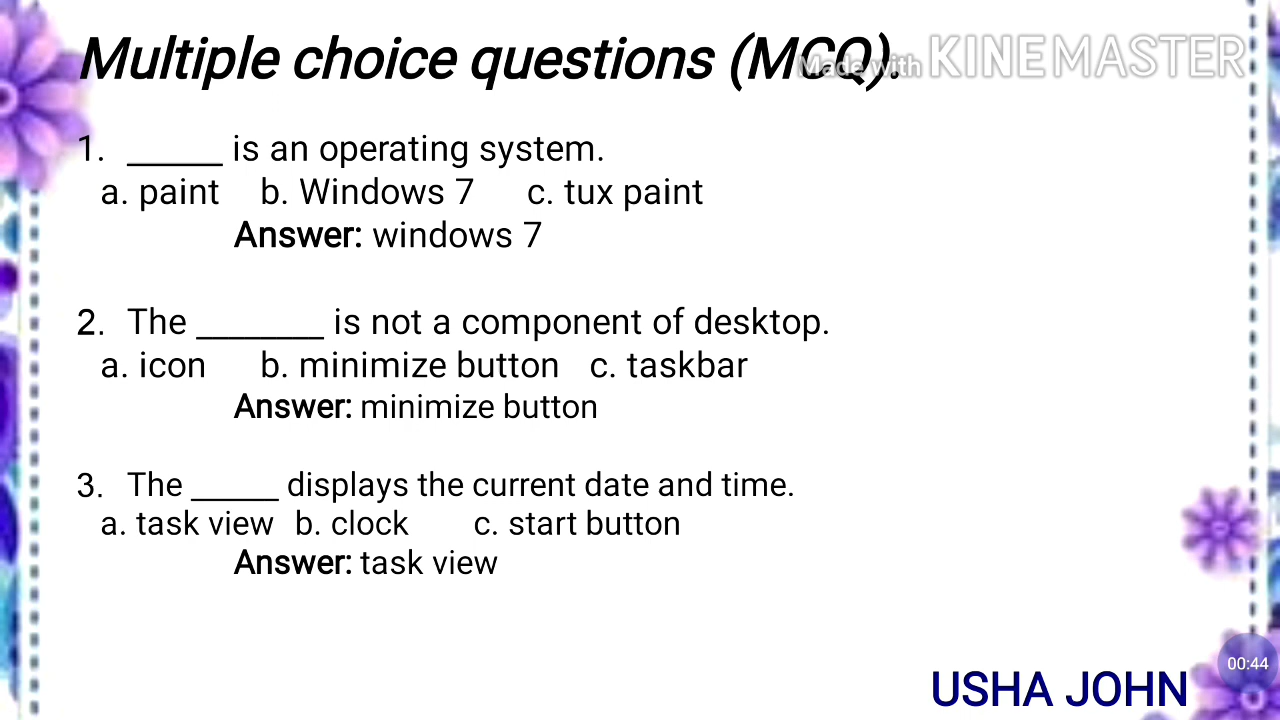 Multiple choice questions (MCQ).
Made with KINEMASTER
1. ______ is an operating system.
a. paint b. Windows 7 c. tux paint
Answer: windows 7
2. The ________ is not a component of desktop.
a. icon b. minimize button c. taskbar
Answer: minimize button
3. The ______ displays the current date and time.
a. task view b. clock c. start button
Answer: task view
00:44
USHA JOHN